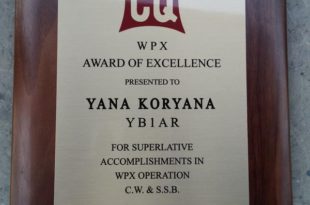 CQ
WPX
AWARD OF EXCELLENCE
PRESENTED TO
YANA KORYANA
YB1AR
FOR SUPERLATIVE
ACCOMPLISHMENTS IN
WPX OPERATION
C.W. & S.S.B.